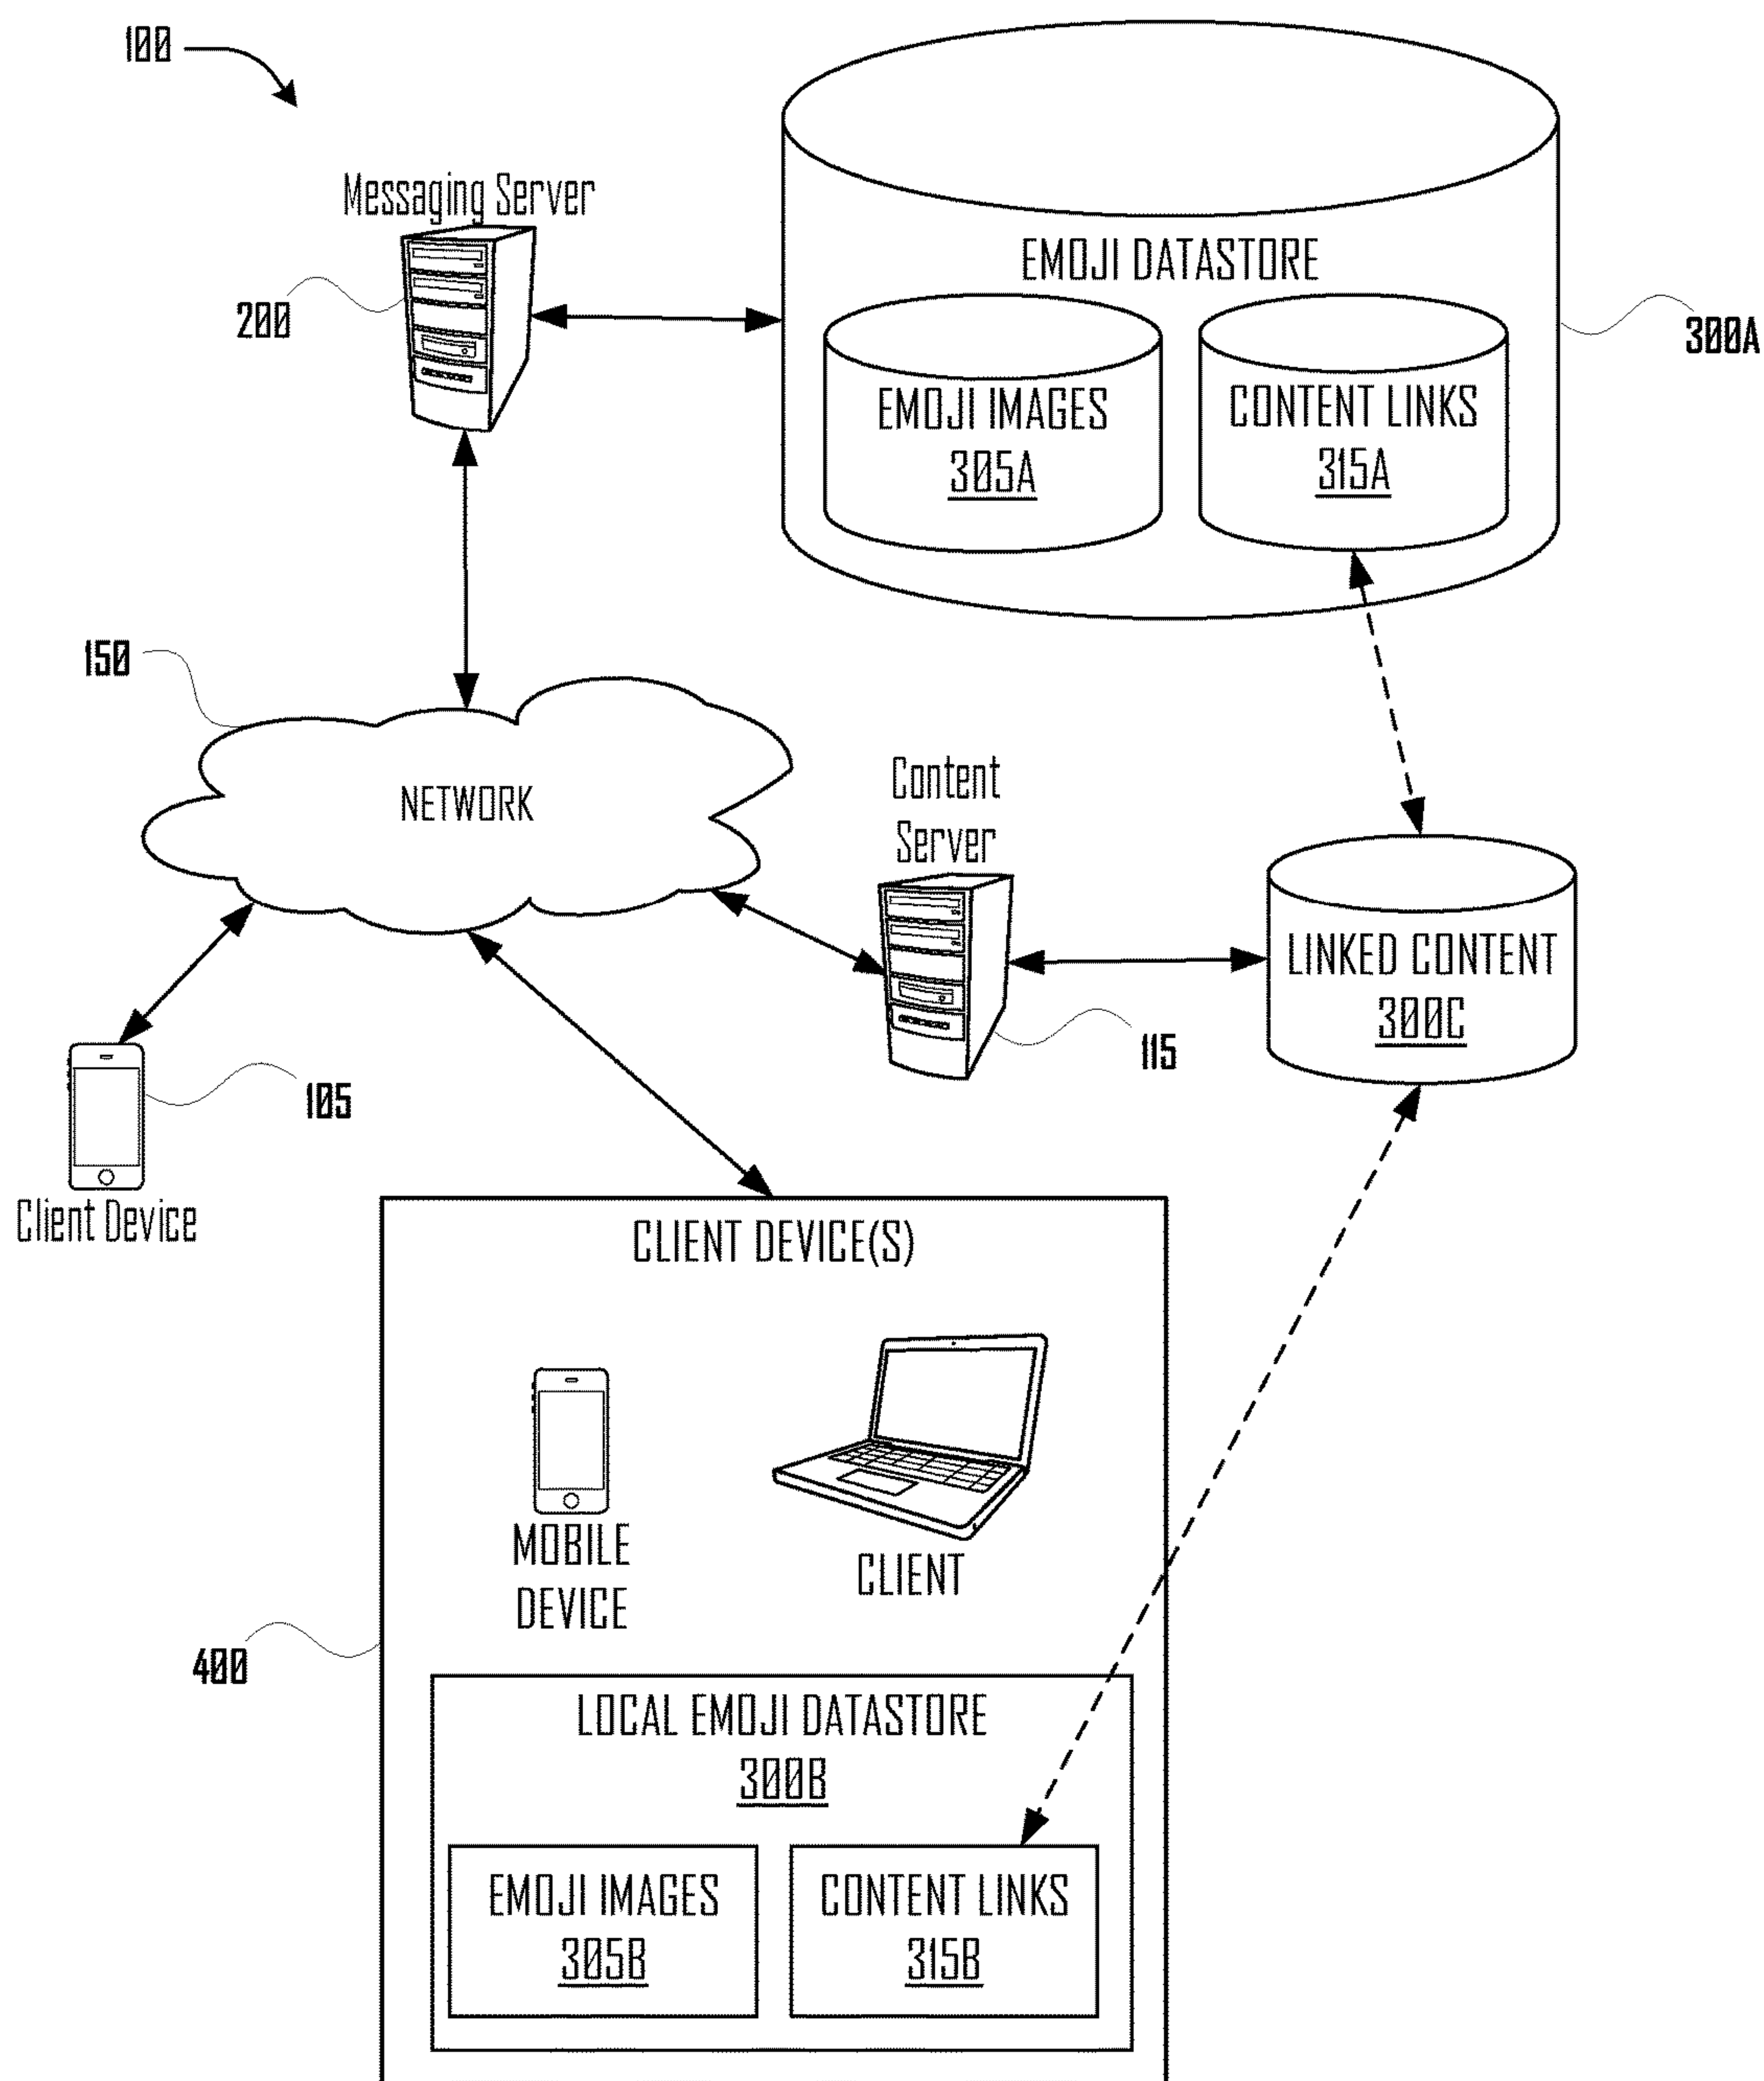 100
Messaging Server
200
EMOJI DATASTORE
300A
EMOJI IMAGES
305A
CONTENT LINKS
315A
150
NETWORK
Content
Server
115
LINKED CONTENT
300C
105
Client Device
CLIENT DEVICE(S)
MOBILE
DEVICE
CLIENT
400
LOCAL EMOJI DATASTORE
300B
EMOJI IMAGES
305B
CONTENT LINKS
315B